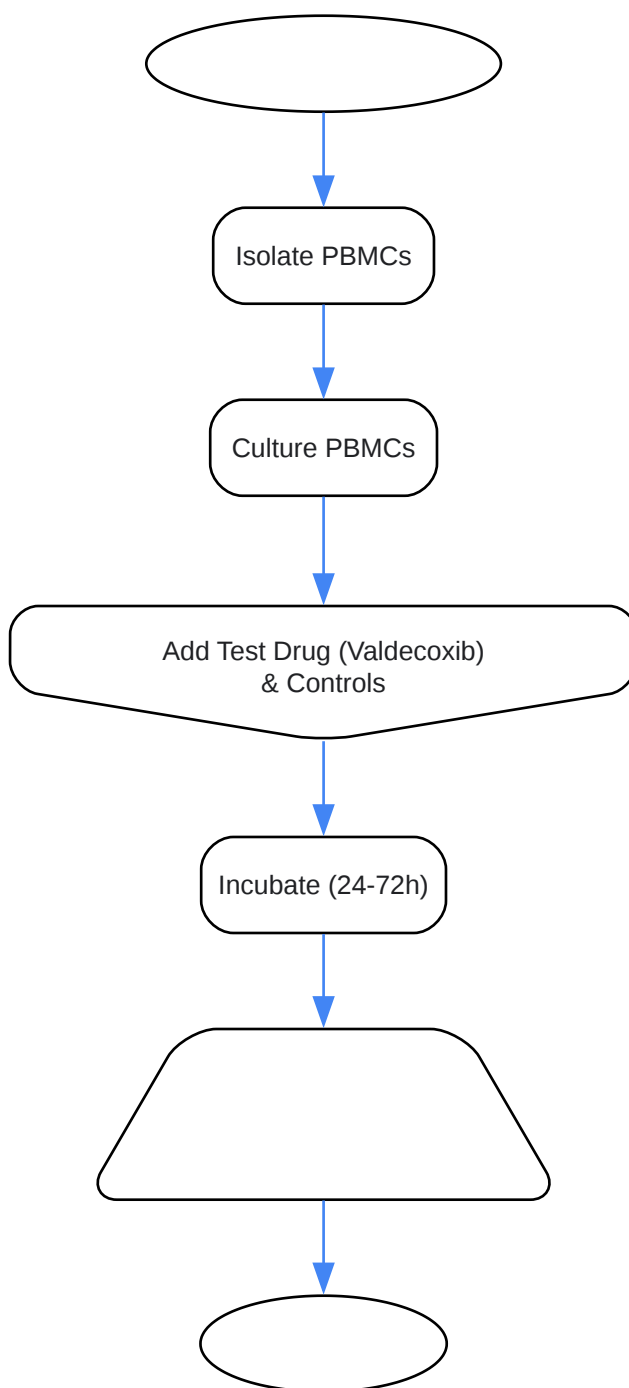 Isolate PBMCs
Culture PBMCs
Add Test Drug (Valdecoxib)
& Controls
Incubate (24-72h)